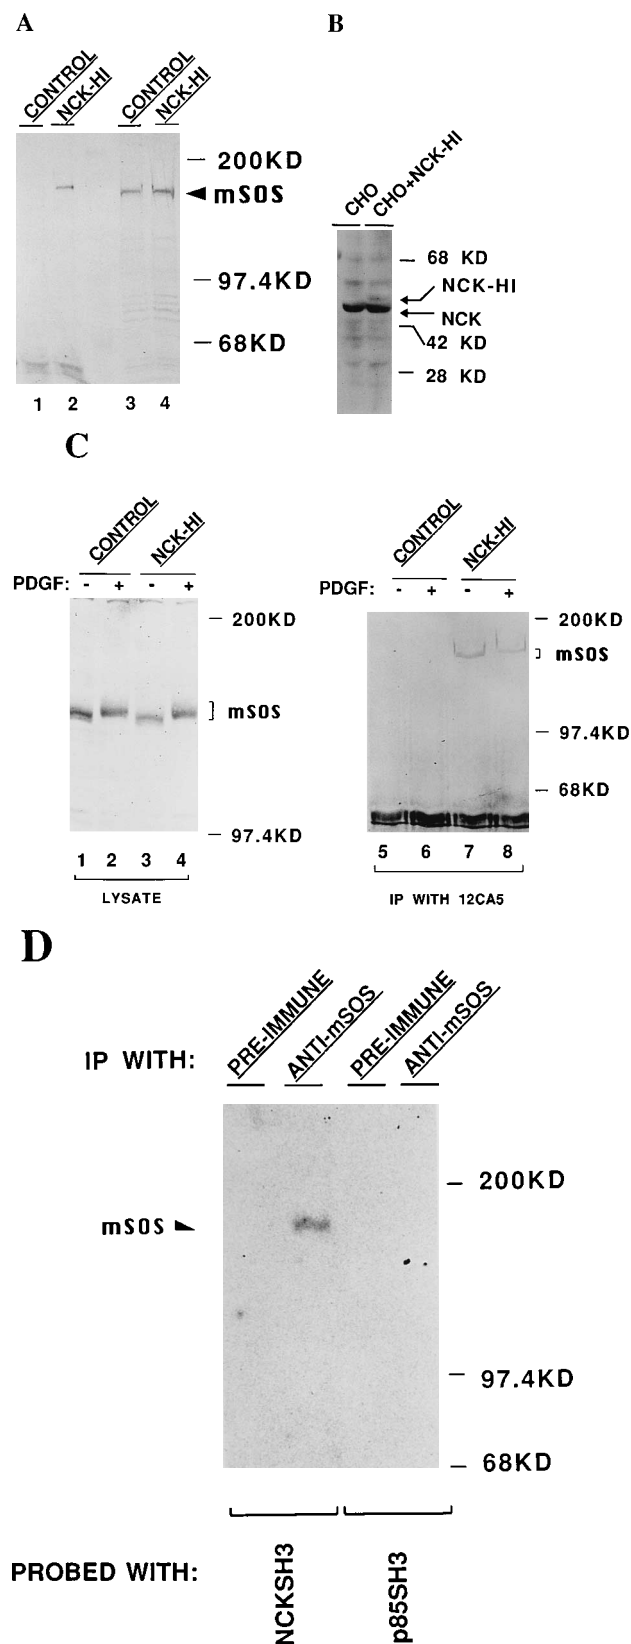 A
CONTROL
NCK-HI
CONTROL
NCK-HI
200KD
mSOS
97.4KD
68KD
1 2 3 4
B
CHO
CHO+NCK-HI
68 KD
NCK-HI
NCK
42 KD
28 KD
C
CONTROL
NCK-HI
PDGF: - + - +
200KD
mSOS
97.4KD
1 2 3 4
LYSATE
CONTROL
NCK-HI
PDGF: - + - +
200KD
mSOS
97.4KD
68KD
5 6 7 8
IP WITH 12CA5
D
IP WITH:
PRE-IMMUNE
ANTI-mSOS
PRE-IMMUNE
ANTI-mSOS
200KD
mSOS
97.4KD
68KD
PROBED WITH:
NCKSH3
p85SH3